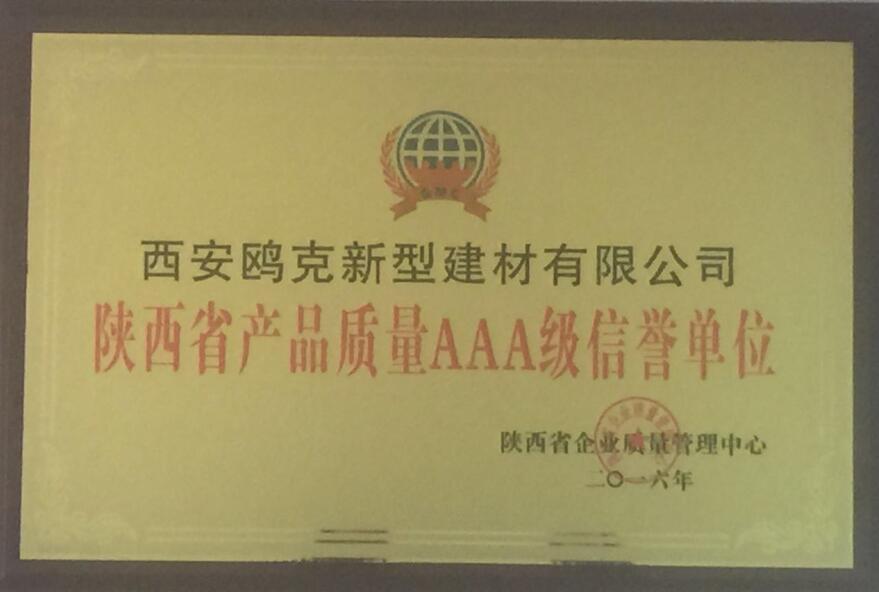 西安鸥克新型建材有限公司
陕西省产品质量AAA级信誉单位
陕西省企业质量管理中心
二〇一六年